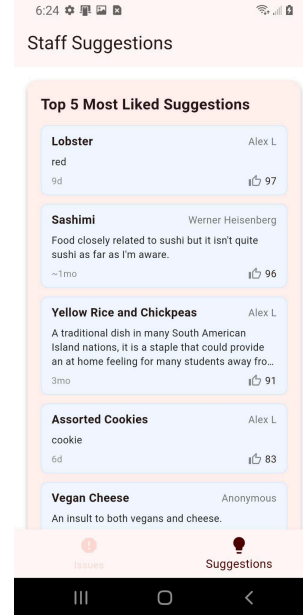 6:24
Staff Suggestions
Top 5 Most Liked Suggestions
Lobster Alex L
red
9d 97
Sashimi Werner Heisenberg
Food closely related to sushi but it isn't quite
sushi as far as I'm aware.
~1mo 96
Yellow Rice and Chickpeas Alex L
A traditional dish in many South American
Island nations, it is a staple that could provide
an at home feeling for many students away fro...
3mo 91
Assorted Cookies Alex L
cookie
6d 83
Vegan Cheese Anonymous
An insult to both vegans and cheese.
Issues Suggestions